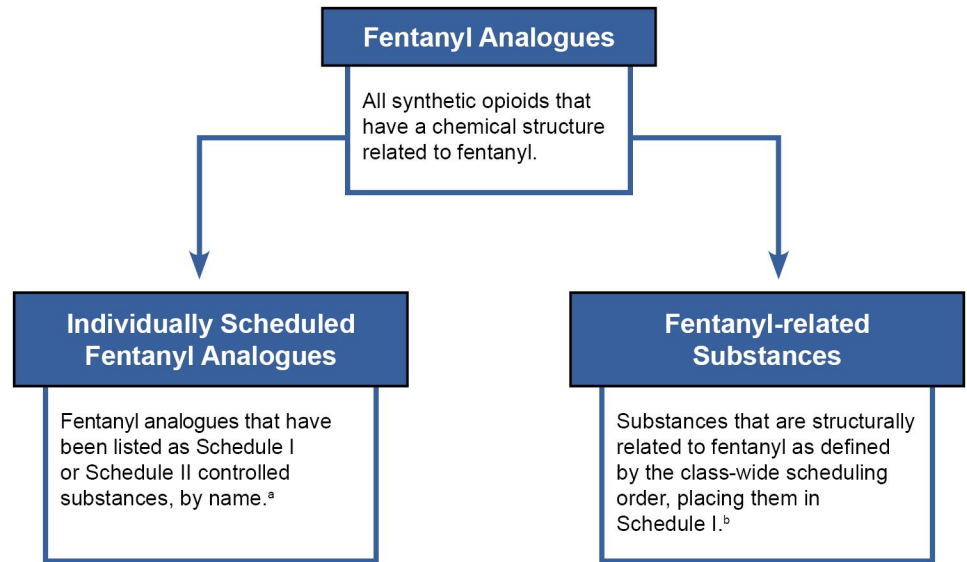 Fentanyl Analogues
All synthetic opioids that
have a chemical structure
related to fentanyl.
Individually Scheduled
Fentanyl Analogues
Fentanyl analogues that have
been listed as Schedule I
or Schedule II controlled
substances, by name.ᵃ
Fentanyl-related
Substances
Substances that are structurally
related to fentanyl as defined
by the class-wide scheduling
order, placing them in
Schedule I.ᵇ